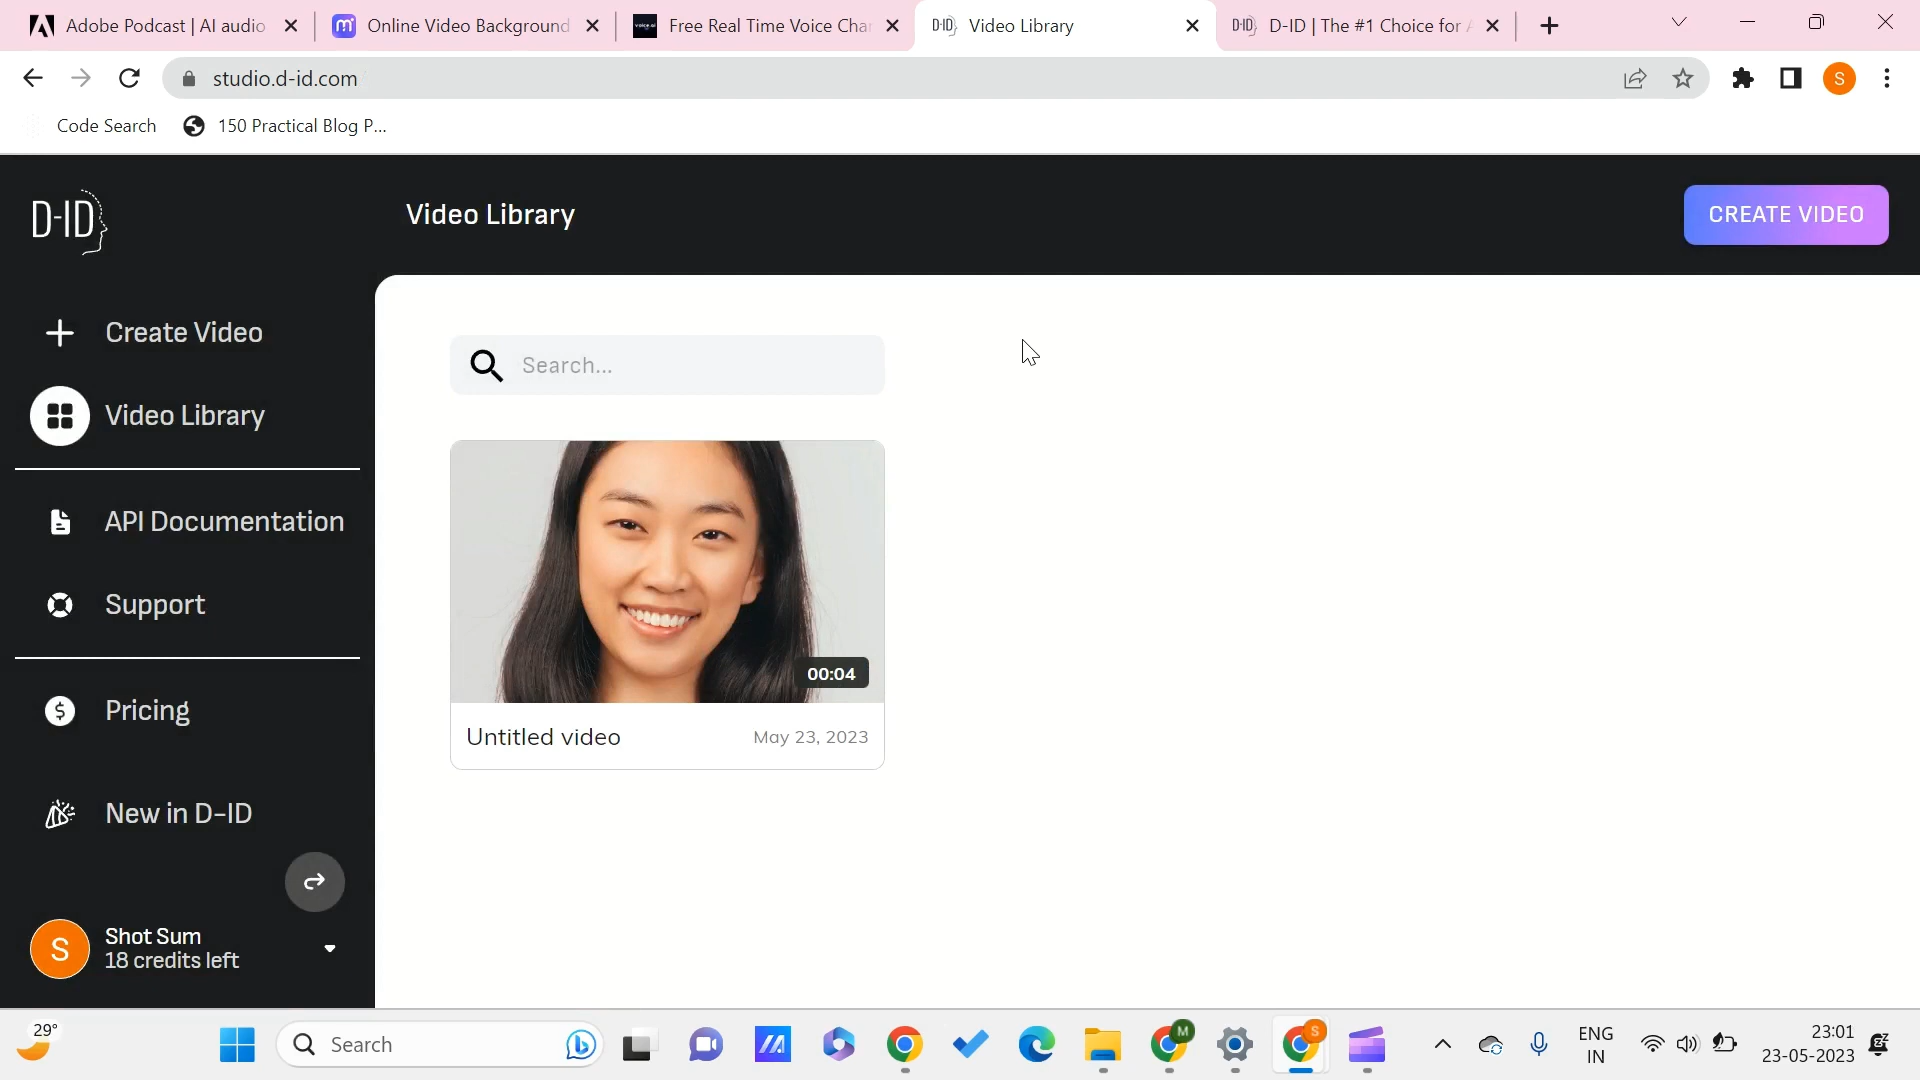 Adobe Podcast | AI audio
Online Video Background
Free Real Time Voice Cha
Video Library
D-ID | The #1 Choice for
studio.d-id.com
S
Code Search
150 Practical Blog P...
D-ID
Video Library
CREATE VIDEO
Create Video
Search...
Video Library
API Documentation
Support
00:04
Pricing
Untitled video
May 23, 2023
New in D-ID
S
Shot Sum
18 credits left
29°
Search
M
S
ENG
IN
23:01
23-05-2023